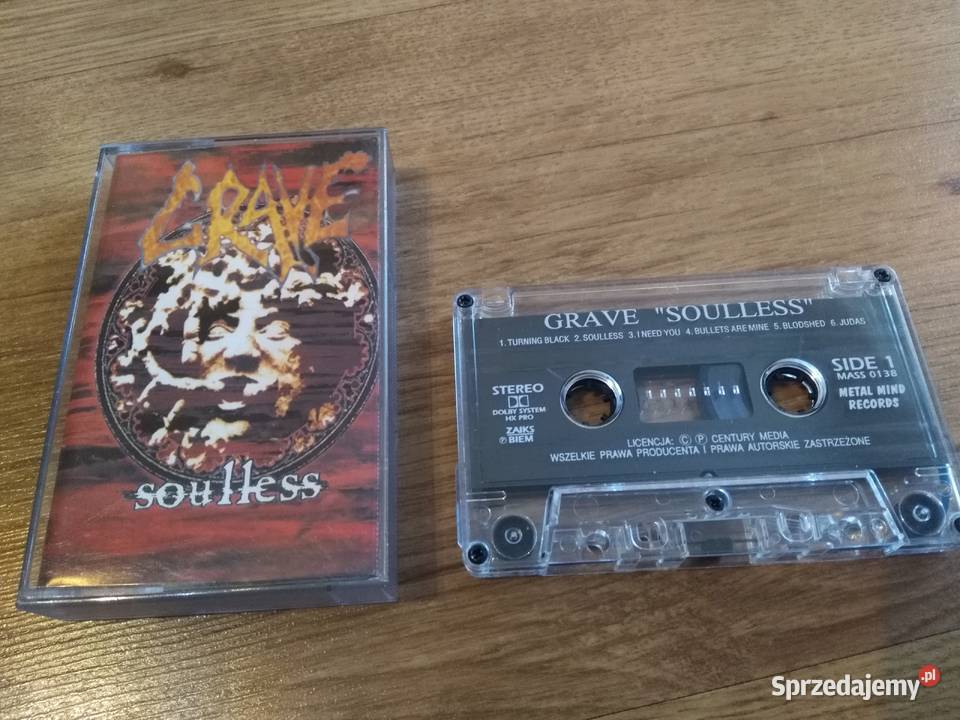 GRAVE
soulless
GRAVE "SOULLESS"
1. TURNING BLACK 2. SOULLESS 3. I NEED YOU 4. BULLETS ARE MINE 5. BLODSHED 6. JUDAS
STEREO
DOLBY SYSTEM
HX PRO
ZAIKS
℗ BIEM
SIDE 1
MASS 0138
METAL MIND
RECORDS
LICENCJA: © ℗ CENTURY MEDIA
WSZELKIE PRAWA PRODUCENTA I PRAWA AUTORSKIE ZASTRZEŻONE
Sprzedajemy.pl